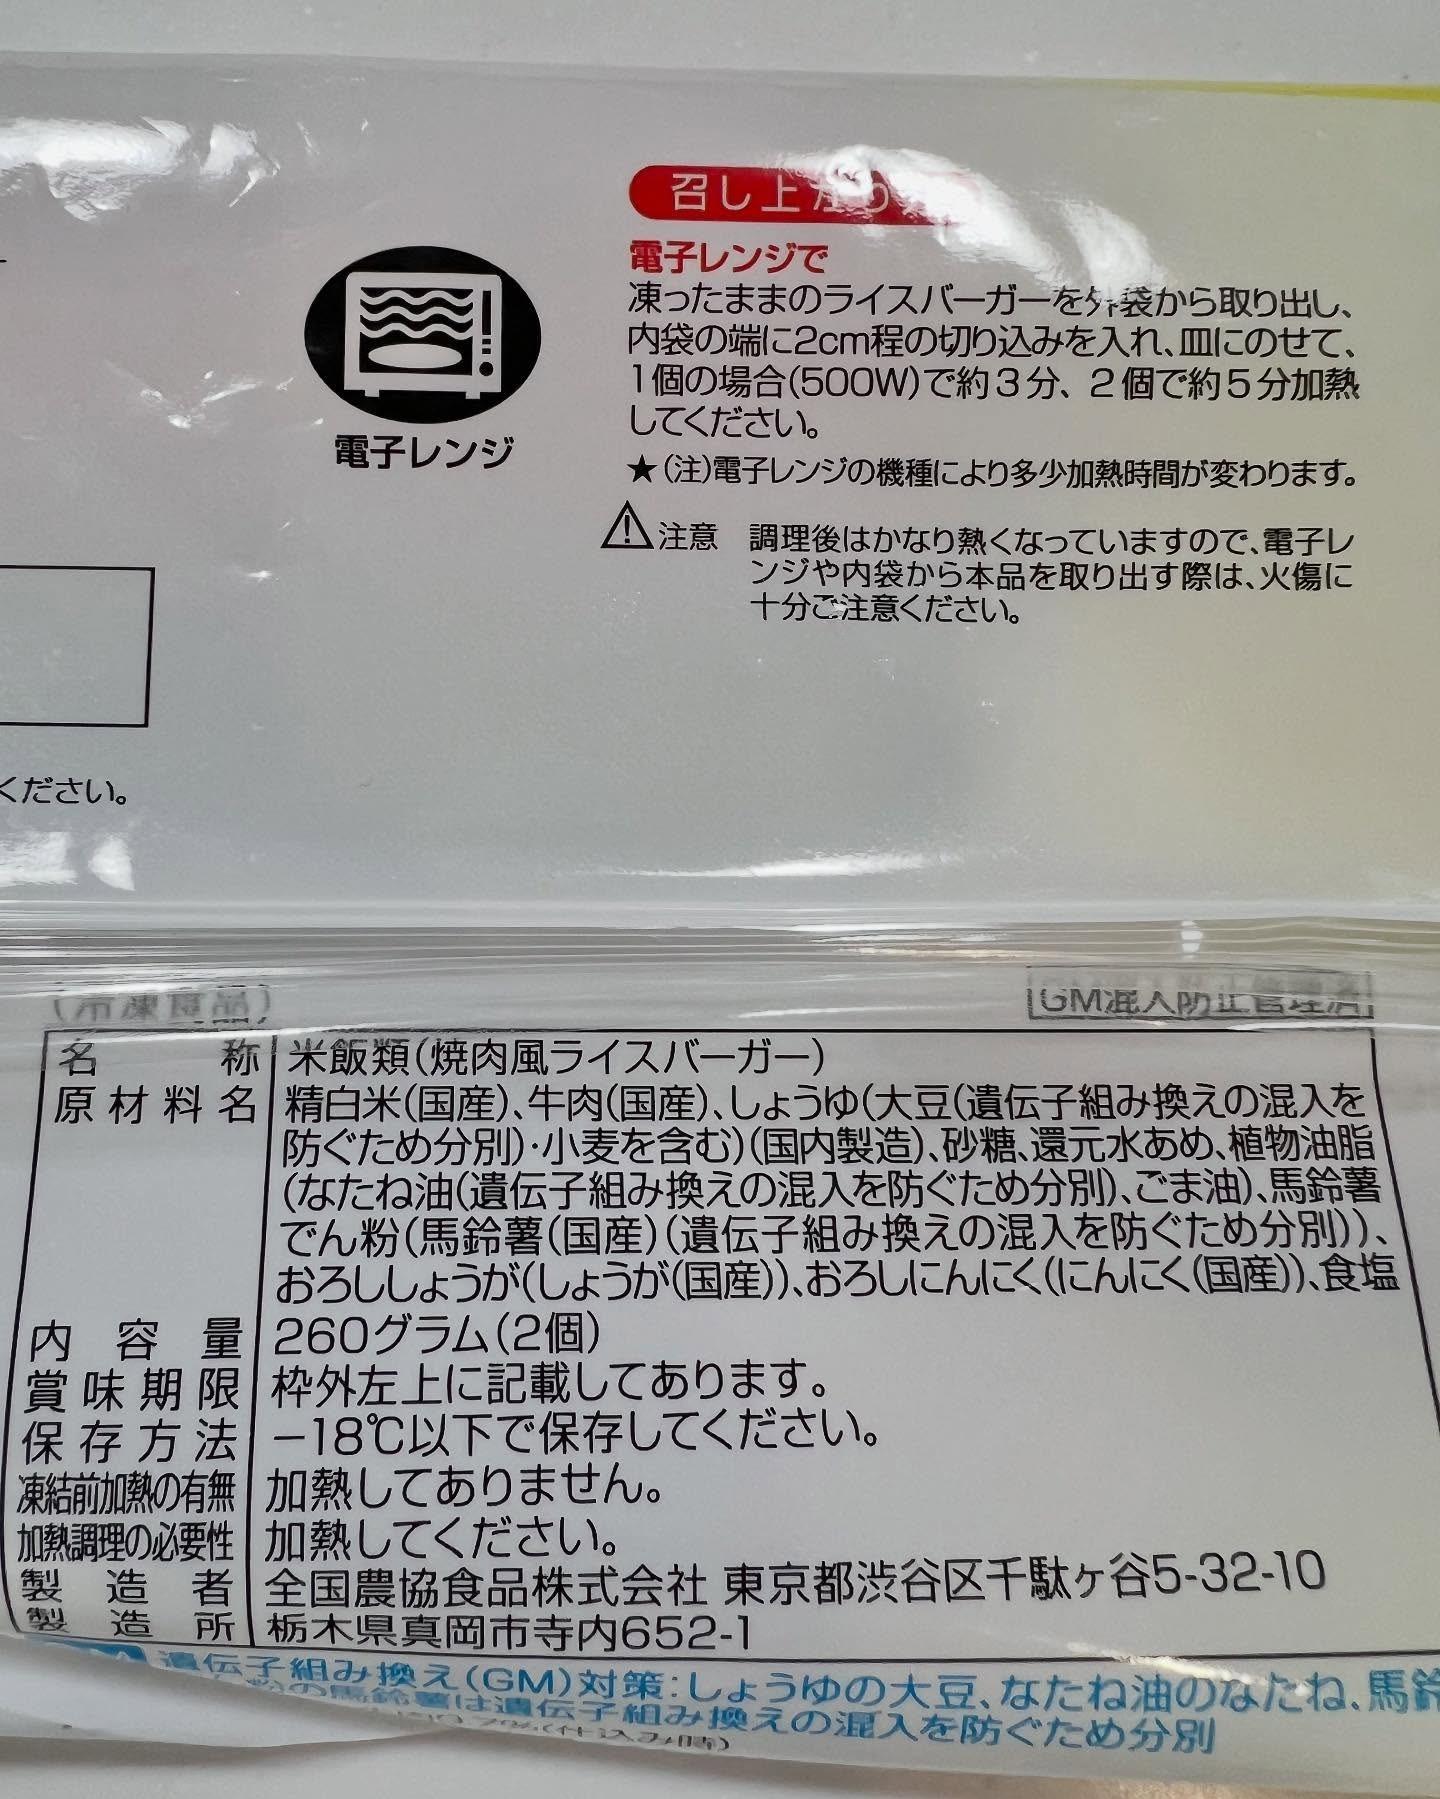 召し上がり
電子レンジで
凍ったままのライスバーガーを外袋から取り出し、
内袋の端に2cm程の切り込みを入れ、皿にのせて、
1個の場合(500W)で約3分、2個で約5分加熱
してください。
★(注)電子レンジの機種により多少加熱時間が変わります。
注意 調理後はかなり熱くなっていますので、電子レ
ンジや内袋から本品を取り出す際は、火傷に
十分ご注意ください。
電子レンジ
ください。
(冷凍食品)
GM混入防止管理済
名称 米飯類(焼肉風ライスバーガー)
原材料名 精白米(国産)、牛肉(国産)、しょうゆ(大豆(遺伝子組み換えの混入を
防ぐため分別)・小麦を含む)(国内製造)、砂糖、還元水あめ、植物油脂
(なたね油(遺伝子組み換えの混入を防ぐため分別)、ごま油)、馬鈴薯
でん粉(馬鈴薯(国産)(遺伝子組み換えの混入を防ぐため分別))、
おろししょうが(しょうが(国産))、おろしにんにく(にんにく(国産))、食塩
内容量 260グラム(2個)
賞味期限 枠外左上に記載してあります。
保存方法 −18℃以下で保存してください。
凍結前加熱の有無 加熱してありません。
加熱調理の必要性 加熱してください。
製造者 全国農協食品株式会社 東京都渋谷区千駄ヶ谷5-32-10
製造所 栃木県真岡市寺内652-1
遺伝子組み換え(GM)対策:しょうゆの大豆、なたね油のなたね、馬鈴
粉の馬鈴薯は遺伝子組み換えの混入を防ぐため分別
(仕込み時)